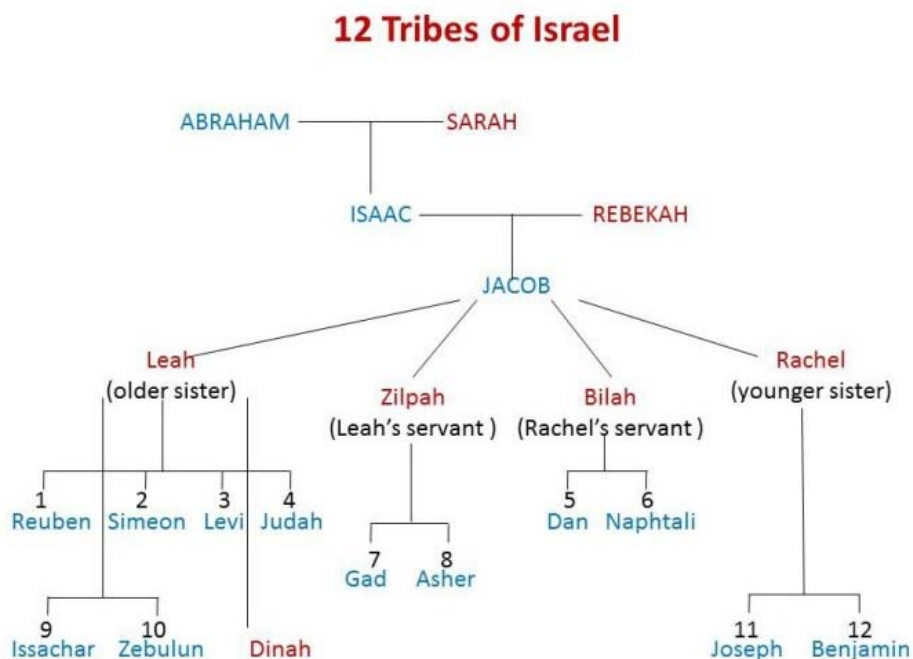 12 Tribes of Israel
ABRAHAM SARAH
ISAAC REBEKAH
JACOB
Leah
(older sister)
Zilpah
(Leah's servant )
Bilah
(Rachel's servant )
Rachel
(younger sister)
1 2 3 4
Reuben Simeon Levi Judah
5 6
Dan Naphtali
7 8
Gad Asher
9 10
Issachar Zebulun Dinah
11 12
Joseph Benjamin